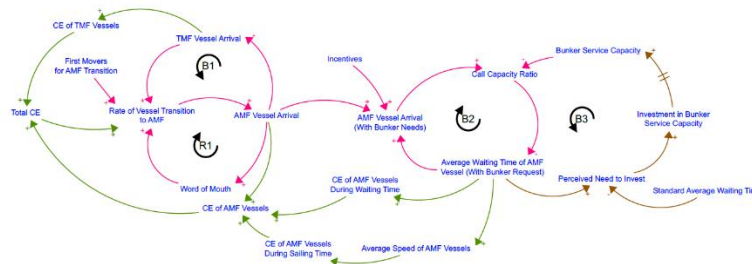 CE of TMF Vessels
TMF Vessel Arrival
First Movers
for AMF Transition
B1
Incentives
Bunker Service Capacity
Call Capacity Ratio
Total CE
Rate of Vessel Transition
to AMF
AMF Vessel Arrival
AMF Vessel Arrival
(With Bunker Needs)
B2
B3
Investment in Bunker
Service Capacity
R1
Word of Mouth
CE of AMF Vessels
CE of AMF Vessels
During Waiting Time
Average Waiting Time of AMF
Vessel (With Bunker Request)
Perceived Need to Invest
Standard Average Waiting Tim
CE of AMF Vessels
During Sailing Time
Average Speed of AMF Vessels